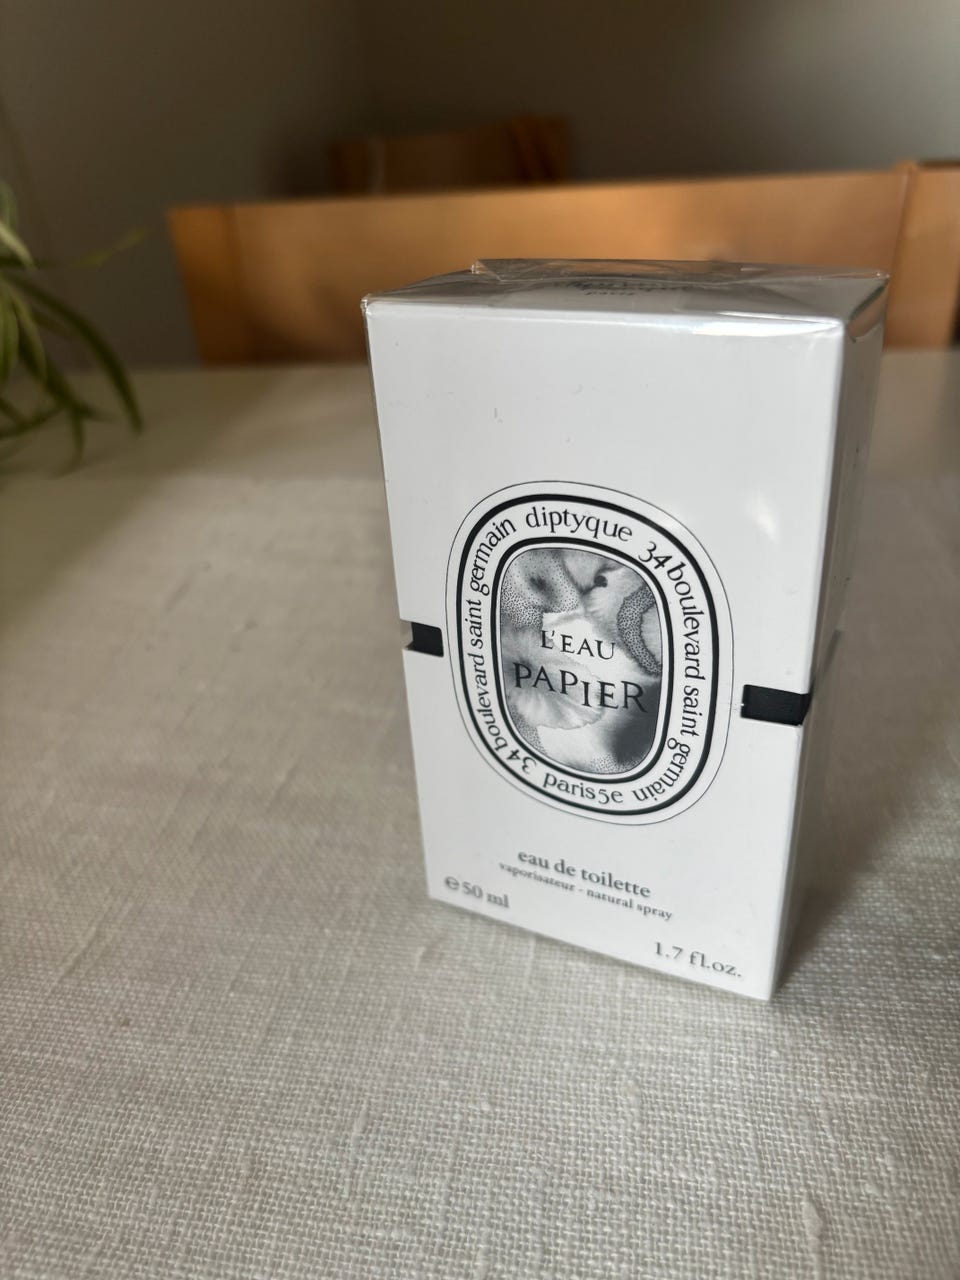 paris
diptyque
34 boulevard saint germain
paris 5e
34 boulevard saint germain
L'EAU
PAPIER
eau de toilette
vaporisateur - natural spray
℮ 50 ml
1.7 fl.oz.